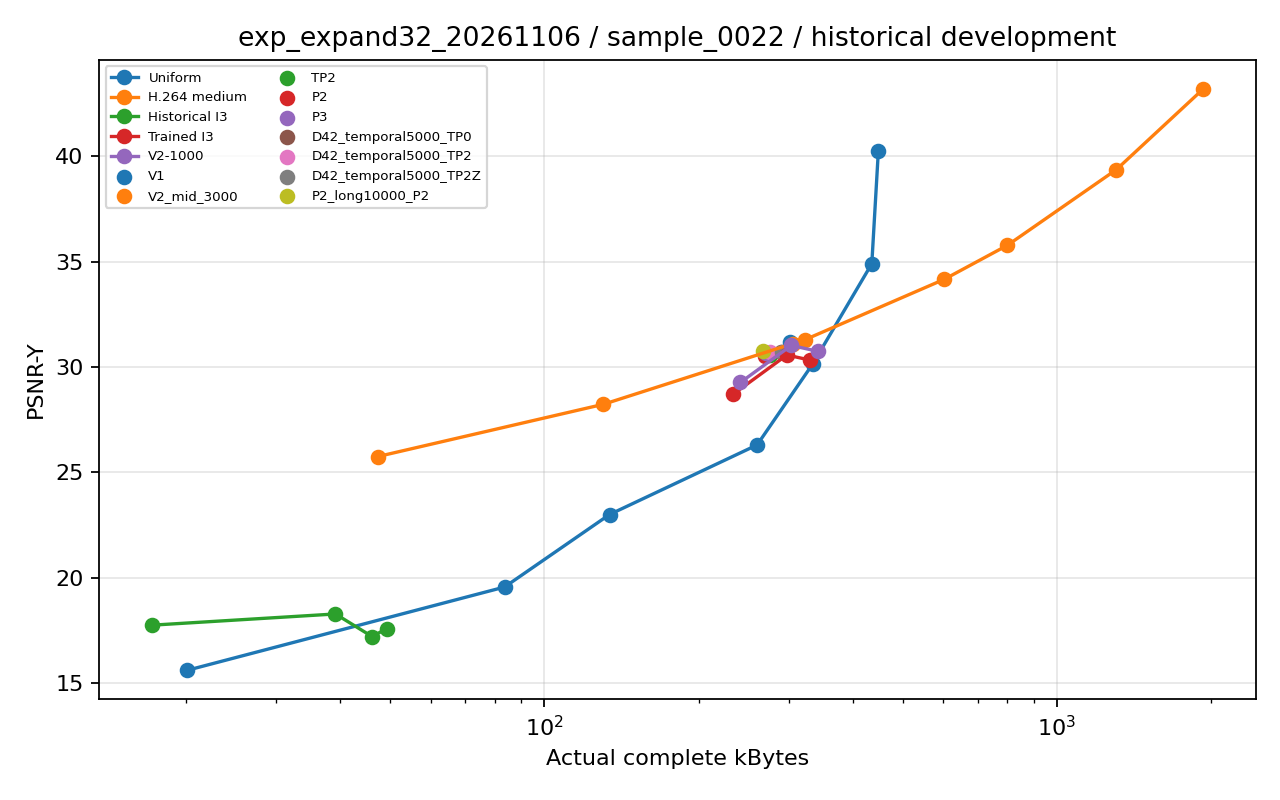 exp_expand32_20261106 / sample_0022 / historical development
Uniform
H.264 medium
Historical I3
Trained I3
V2-1000
V1
V2_mid_3000
TP2
P2
P3
D42_temporal5000_TP0
D42_temporal5000_TP2
D42_temporal5000_TP2Z
P2_long10000_P2
PSNR-Y
40
35
30
25
20
15
10²
10³
Actual complete kBytes